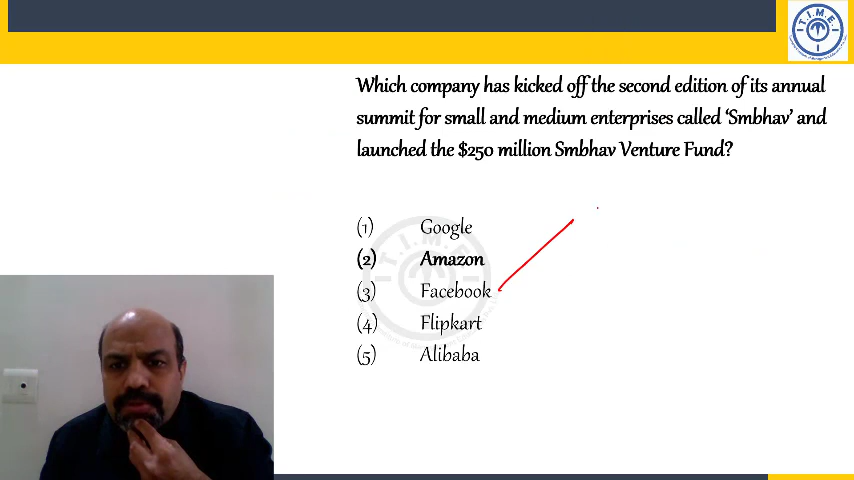 T.I.M.E.
Which company has kicked off the second edition of its annual
summit for small and medium enterprises called ‘Smbhav’ and
launched the $250 million Smbhav Venture Fund?
(1) Google
(2) Amazon
(3) Facebook
(4) Flipkart
(5) Alibaba